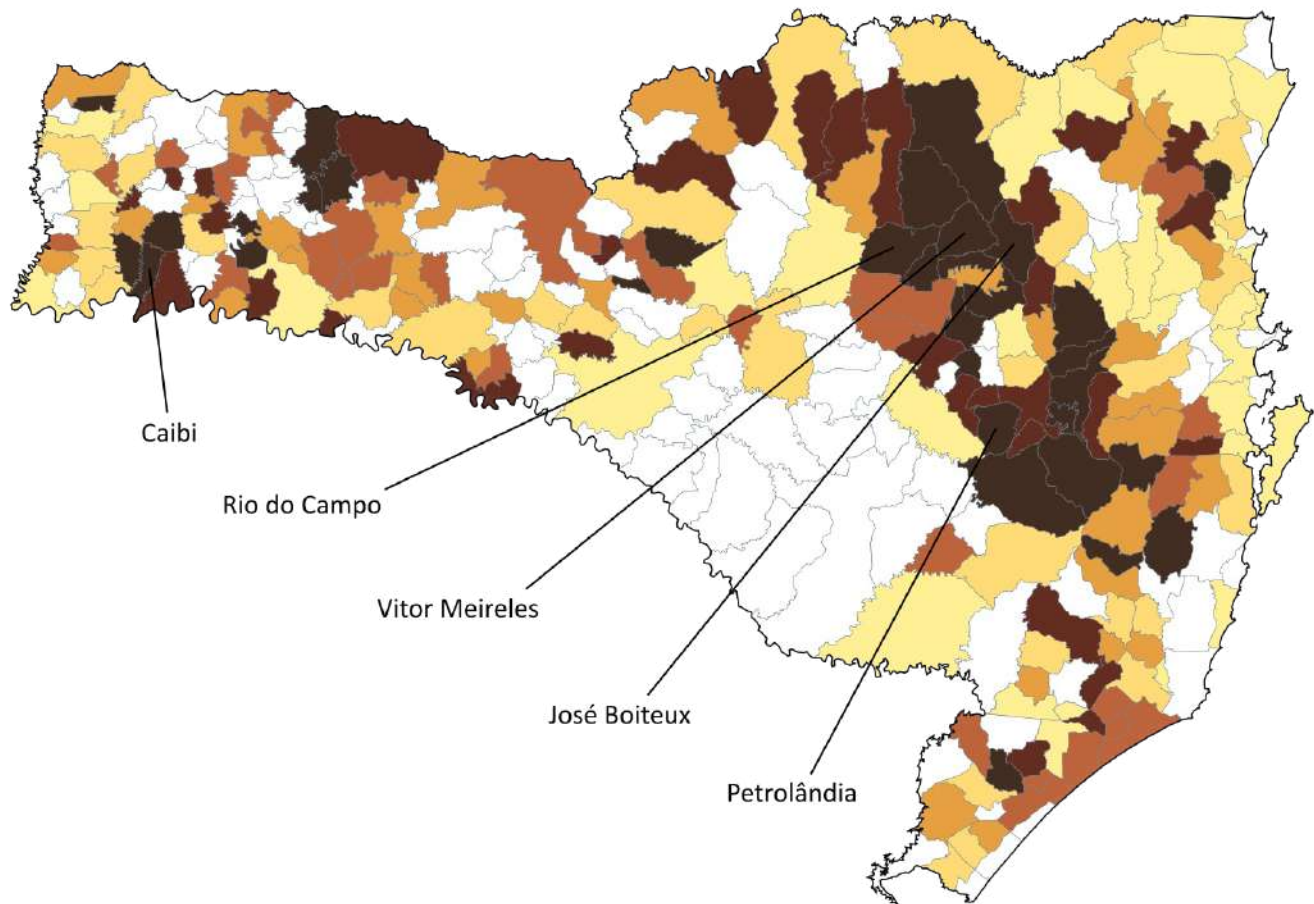 Caibi
Rio do Campo
Vitor Meireles
José Boiteux
Petrolândia